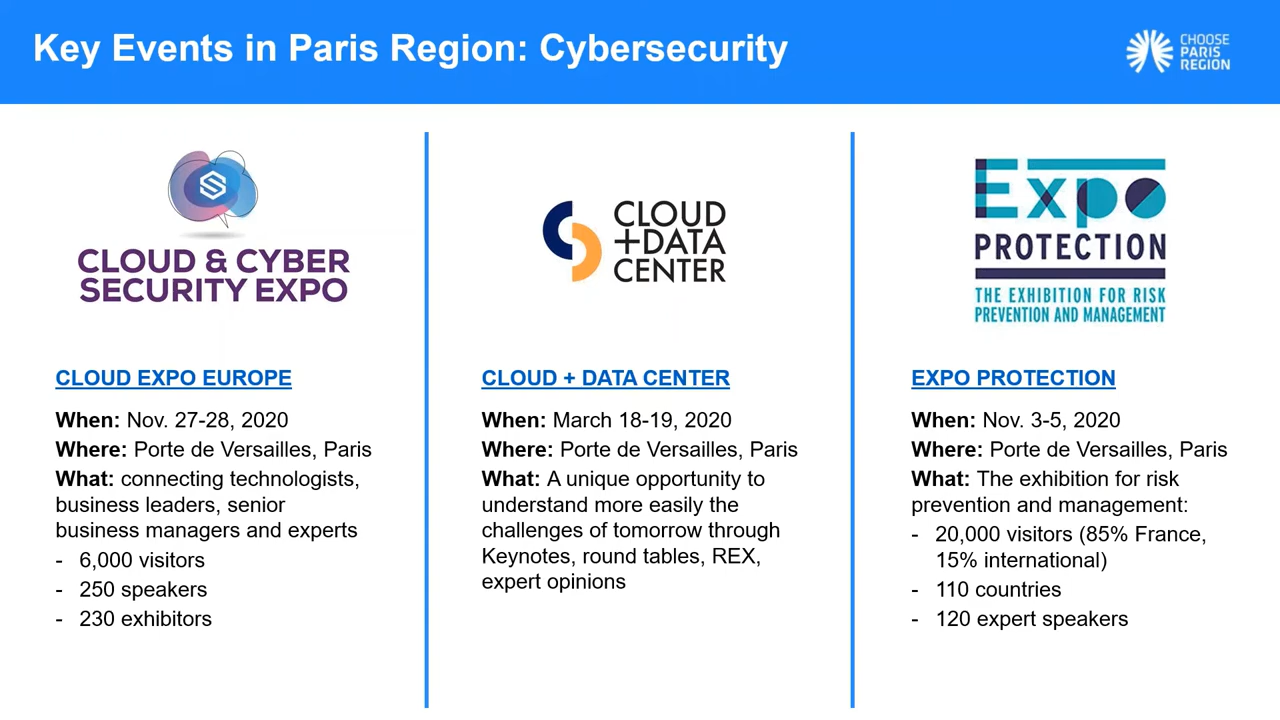 Key Events in Paris Region: Cybersecurity
CHOOSE
PARIS
REGION
CLOUD & CYBER
SECURITY EXPO
CLOUD EXPO EUROPE
When: Nov. 27-28, 2020
Where: Porte de Versailles, Paris
What: connecting technologists,
business leaders, senior
business managers and experts
- 6,000 visitors
- 250 speakers
- 230 exhibitors
CLOUD
+DATA
CENTER
CLOUD + DATA CENTER
When: March 18-19, 2020
Where: Porte de Versailles, Paris
What: A unique opportunity to
understand more easily the
challenges of tomorrow through
Keynotes, round tables, REX,
expert opinions
Expo
PROTECTION
THE EXHIBITION FOR RISK
PREVENTION AND MANAGEMENT
EXPO PROTECTION
When: Nov. 3-5, 2020
Where: Porte de Versailles, Paris
What: The exhibition for risk
prevention and management:
- 20,000 visitors (85% France,
15% international)
- 110 countries
- 120 expert speakers